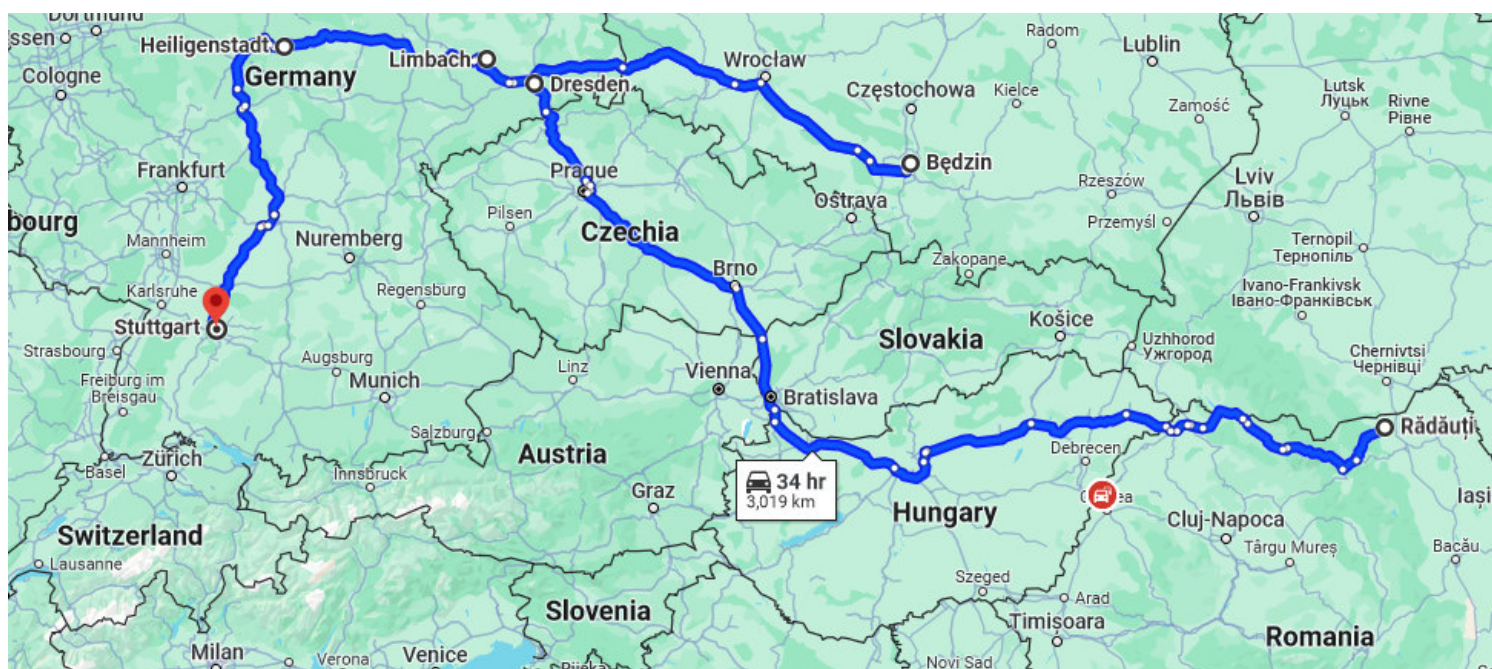 Dortmund
ssen
Cologne
Heiligenstadt
Germany
Limbach
Dresden
Wrocław
Radom
Lublin
Częstochowa
Kielce
Zamość
Lutsk
Луцьк
Rivne
Рівне
Będzin
Frankfurt
Prague
Pilsen
Czechia
Ostrava
Rzeszów
Przemyśl
Lviv
Львів
bourg
Mannheim
Nuremberg
Ternopil
Тернопіль
Karlsruhe
Regensburg
Brno
Zakopane
Ivano-Frankivsk
Івано-Франківськ
Stuttgart
Strasbourg
Augsburg
Slovakia
Košice
Uzhhorod
Ужгород
Chernivtsi
Чернівці
Freiburg im
Breisgau
Munich
Linz
Vienna
Bratislava
Rădăuți
Salzburg
Debrecen
Basel
Zürich
Innsbruck
Austria
34 hr
3,019 km
Graz
Hungary
ea
Iași
Switzerland
Lausanne
Cluj-Napoca
Târgu Mureș
Bacău
Szeged
Arad
Slovenia
Timișoara
Romania
Milan
Verona
Venice
Rijeka
Novi Sad